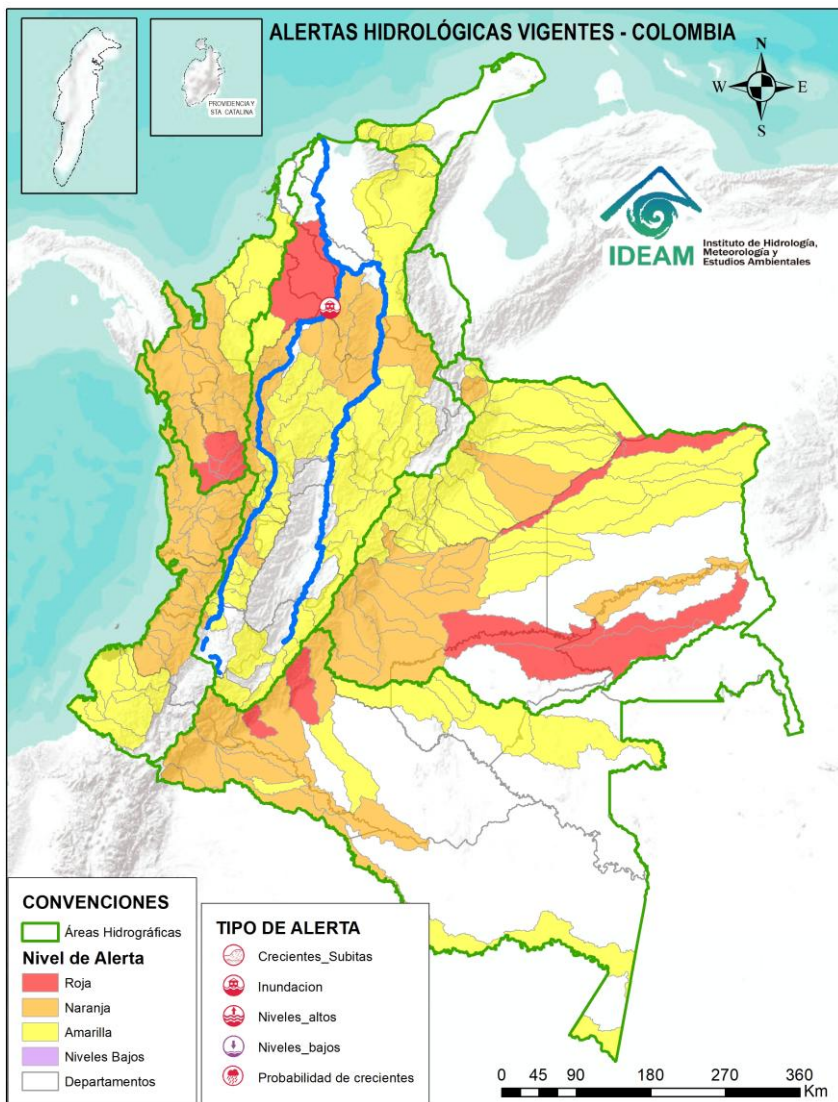 ALERTAS HIDROLÓGICAS VIGENTES - COLOMBIA
PROVIDENCIA Y
STA. CATALINA
N
W
E
S
IDEAM
Instituto de Hidrología,
Meteorología y
Estudios Ambientales
CONVENCIONES
Áreas Hidrográficas
Nivel de Alerta
Roja
Naranja
Amarilla
Niveles Bajos
Departamentos
TIPO DE ALERTA
Crecientes_Subitas
Inundacion
Niveles_altos
Niveles_bajos
Probabilidad de crecientes
0 45 90 180 270 360
Km